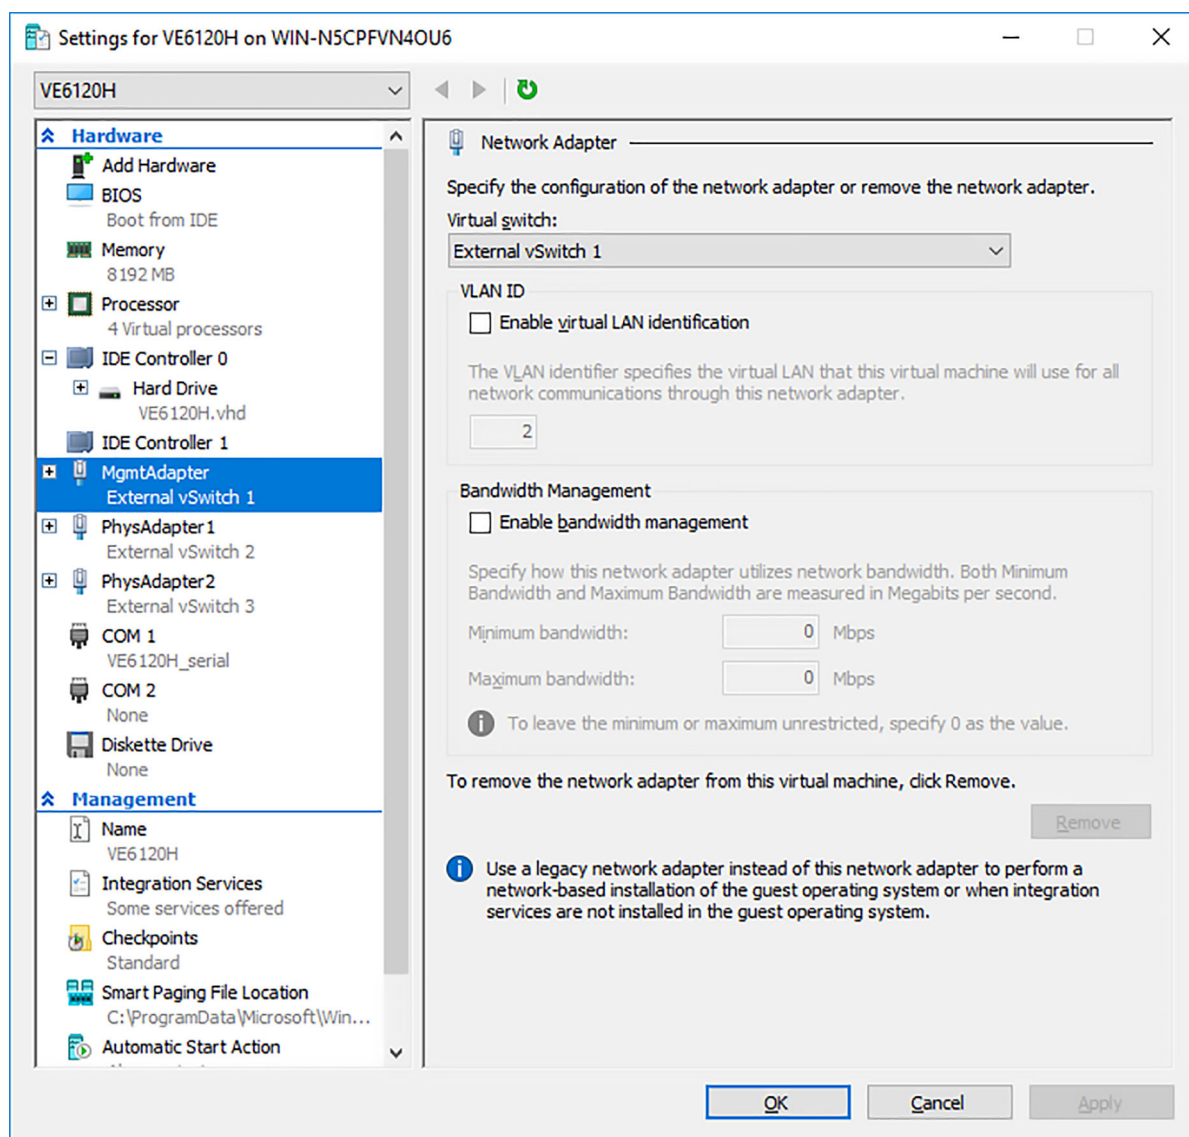 Settings for VE6120H on WIN-N5CPFVN4OU6
VE6120H
Hardware
Add Hardware
BIOS
Boot from IDE
Memory
8192 MB
Processor
4 Virtual processors
IDE Controller 0
Hard Drive
VE6120H.vhd
IDE Controller 1
MgmtAdapter
External vSwitch 1
PhysAdapter1
External vSwitch 2
PhysAdapter2
External vSwitch 3
COM 1
VE6120H_serial
COM 2
None
Diskette Drive
None
Management
Name
VE6120H
Integration Services
Some services offered
Checkpoints
Standard
Smart Paging File Location
C:\ProgramData\Microsoft\Win...
Automatic Start Action
Network Adapter
Specify the configuration of the network adapter or remove the network adapter.
Virtual switch:
External vSwitch 1
VLAN ID
Enable virtual LAN identification
The VLAN identifier specifies the virtual LAN that this virtual machine will use for all
network communications through this network adapter.
2
Bandwidth Management
Enable bandwidth management
Specify how this network adapter utilizes network bandwidth. Both Minimum
Bandwidth and Maximum Bandwidth are measured in Megabits per second.
Minimum bandwidth: 0 Mbps
Maximum bandwidth: 0 Mbps
To leave the minimum or maximum unrestricted, specify 0 as the value.
To remove the network adapter from this virtual machine, click Remove.
Remove
Use a legacy network adapter instead of this network adapter to perform a
network-based installation of the guest operating system or when integration
services are not installed in the guest operating system.
OK
Cancel
Apply